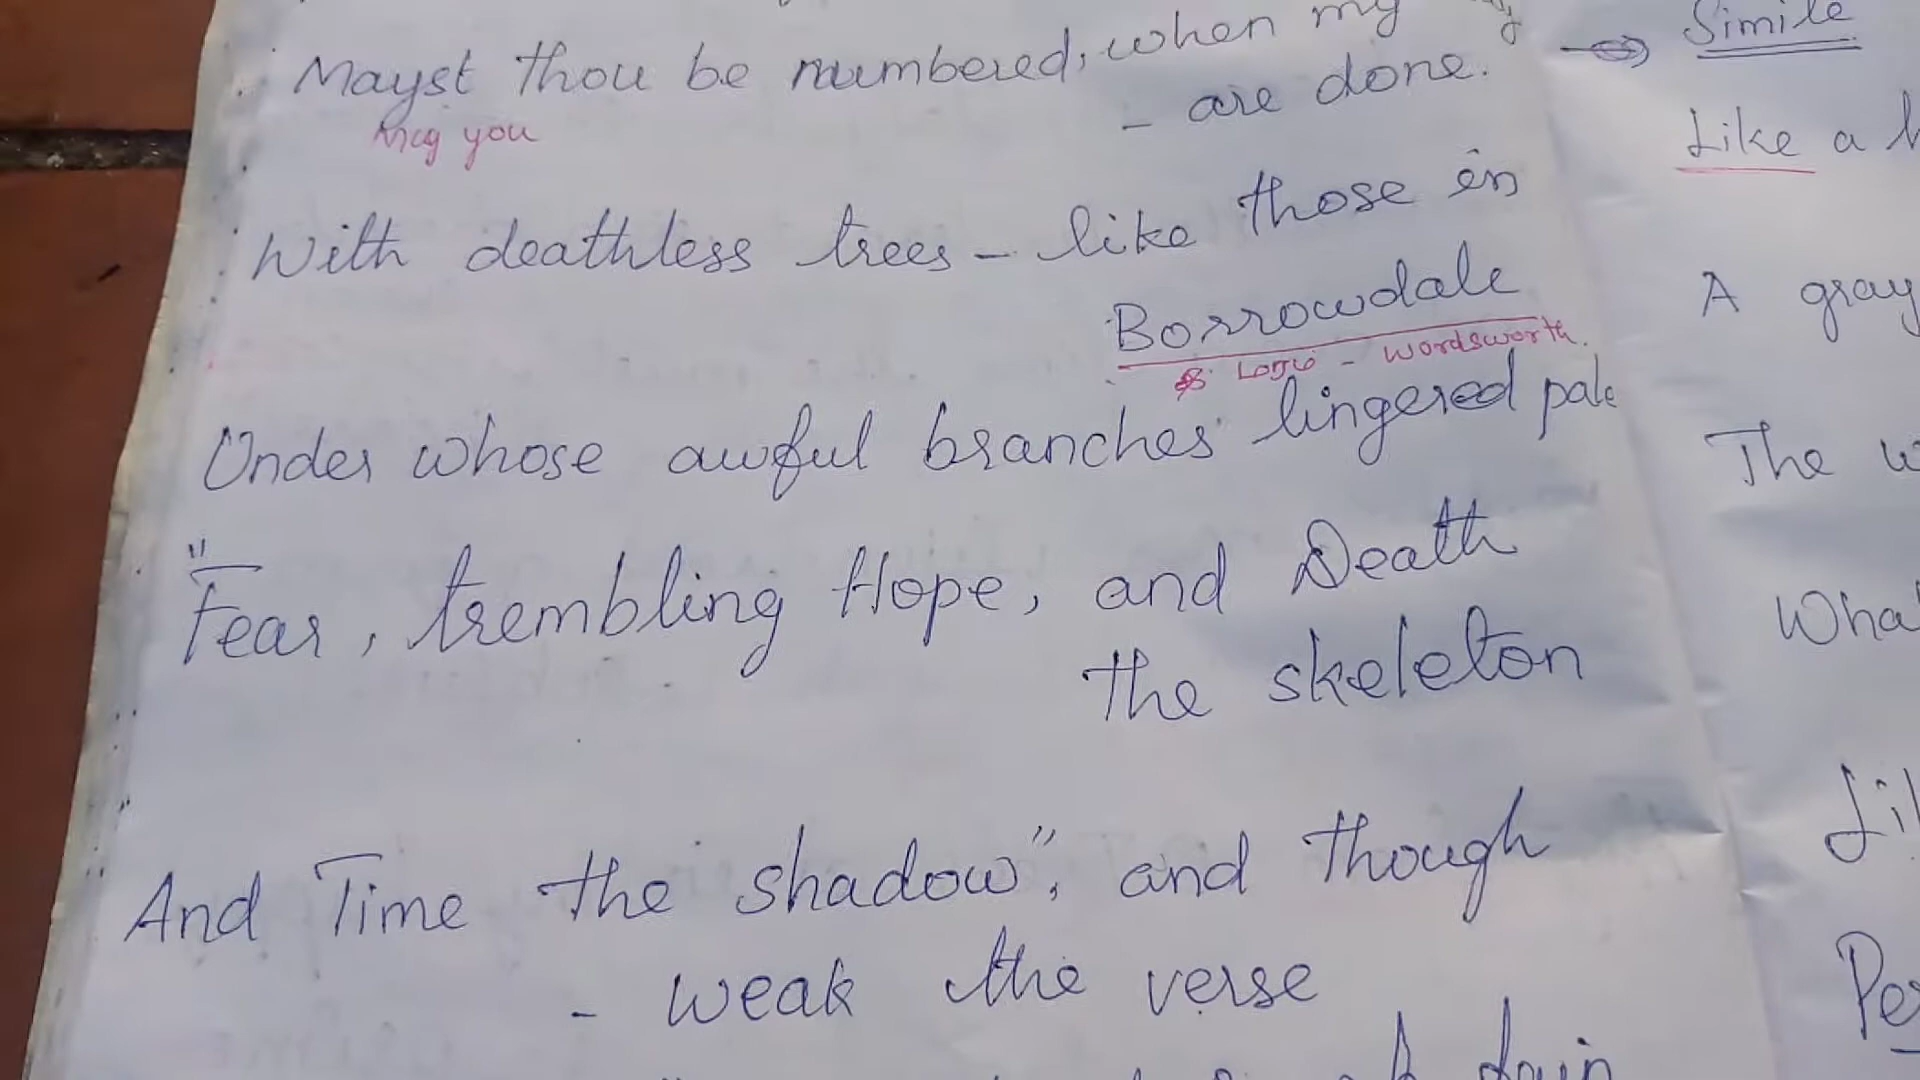 Mayst thou be numbered, when my
- are done.
May you
With deathless trees - like those in
Borrowdale
மரம் - Wordsworth.
Under whose awful branches lingered pale
"Fear, trembling Hope, and Death
the skeleton
And Time the shadow", and though
- weak the verse
Simile
Like a
A gray
The